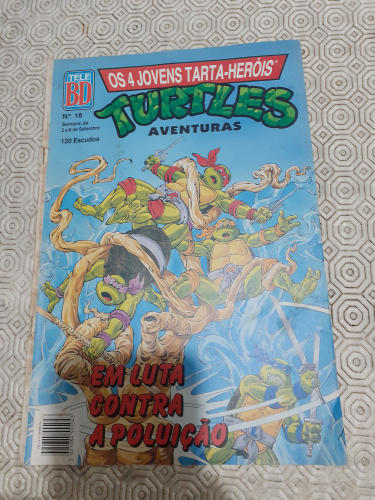 TELE
BD
OS 4 JOVENS TARTA-HERÓIS
TURTLES
AVENTURAS
Nº 18
Semana de
2 a 8 de Setembro
120 Escudos
EM LUTA
CONTRA
A POLUIÇÃO